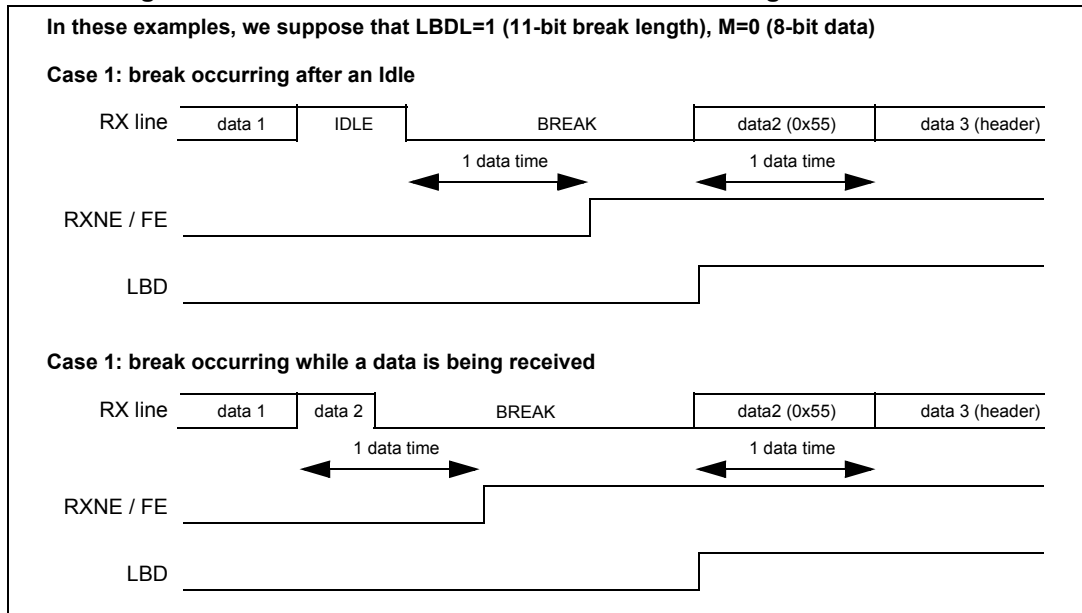 In these examples, we suppose that LBDL=1 (11-bit break length), M=0 (8-bit data)
Case 1: break occurring after an Idle
RX line data 1 IDLE BREAK data2 (0x55) data 3 (header)
1 data time 1 data time
RXNE / FE
LBD
Case 1: break occurring while a data is being received
RX line data 1 data 2 BREAK data2 (0x55) data 3 (header)
1 data time 1 data time
RXNE / FE
LBD